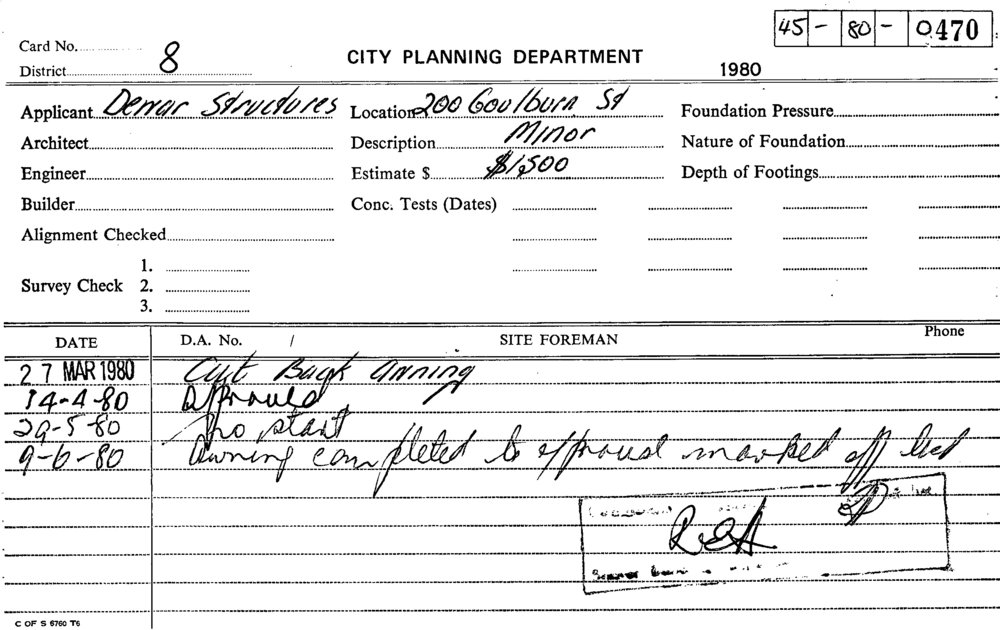 45 - 80 - 0470
Card No. 8
District
CITY PLANNING DEPARTMENT
1980
Applicant Demar Structures Location 200 Goulburn St Foundation Pressure
Architect Description Minor Nature of Foundation
Engineer Estimate $ $1,500 Depth of Footings
Builder Conc. Tests (Dates)
Alignment Checked
1.
Survey Check 2.
3.
DATE D.A. No. / SITE FOREMAN Phone
27 MAR 1980 Cut Back awning
14-4-80 Approved
29-5-80 No start
9-6-80 Awning completed to approval marked off
C OF S 6760 T6